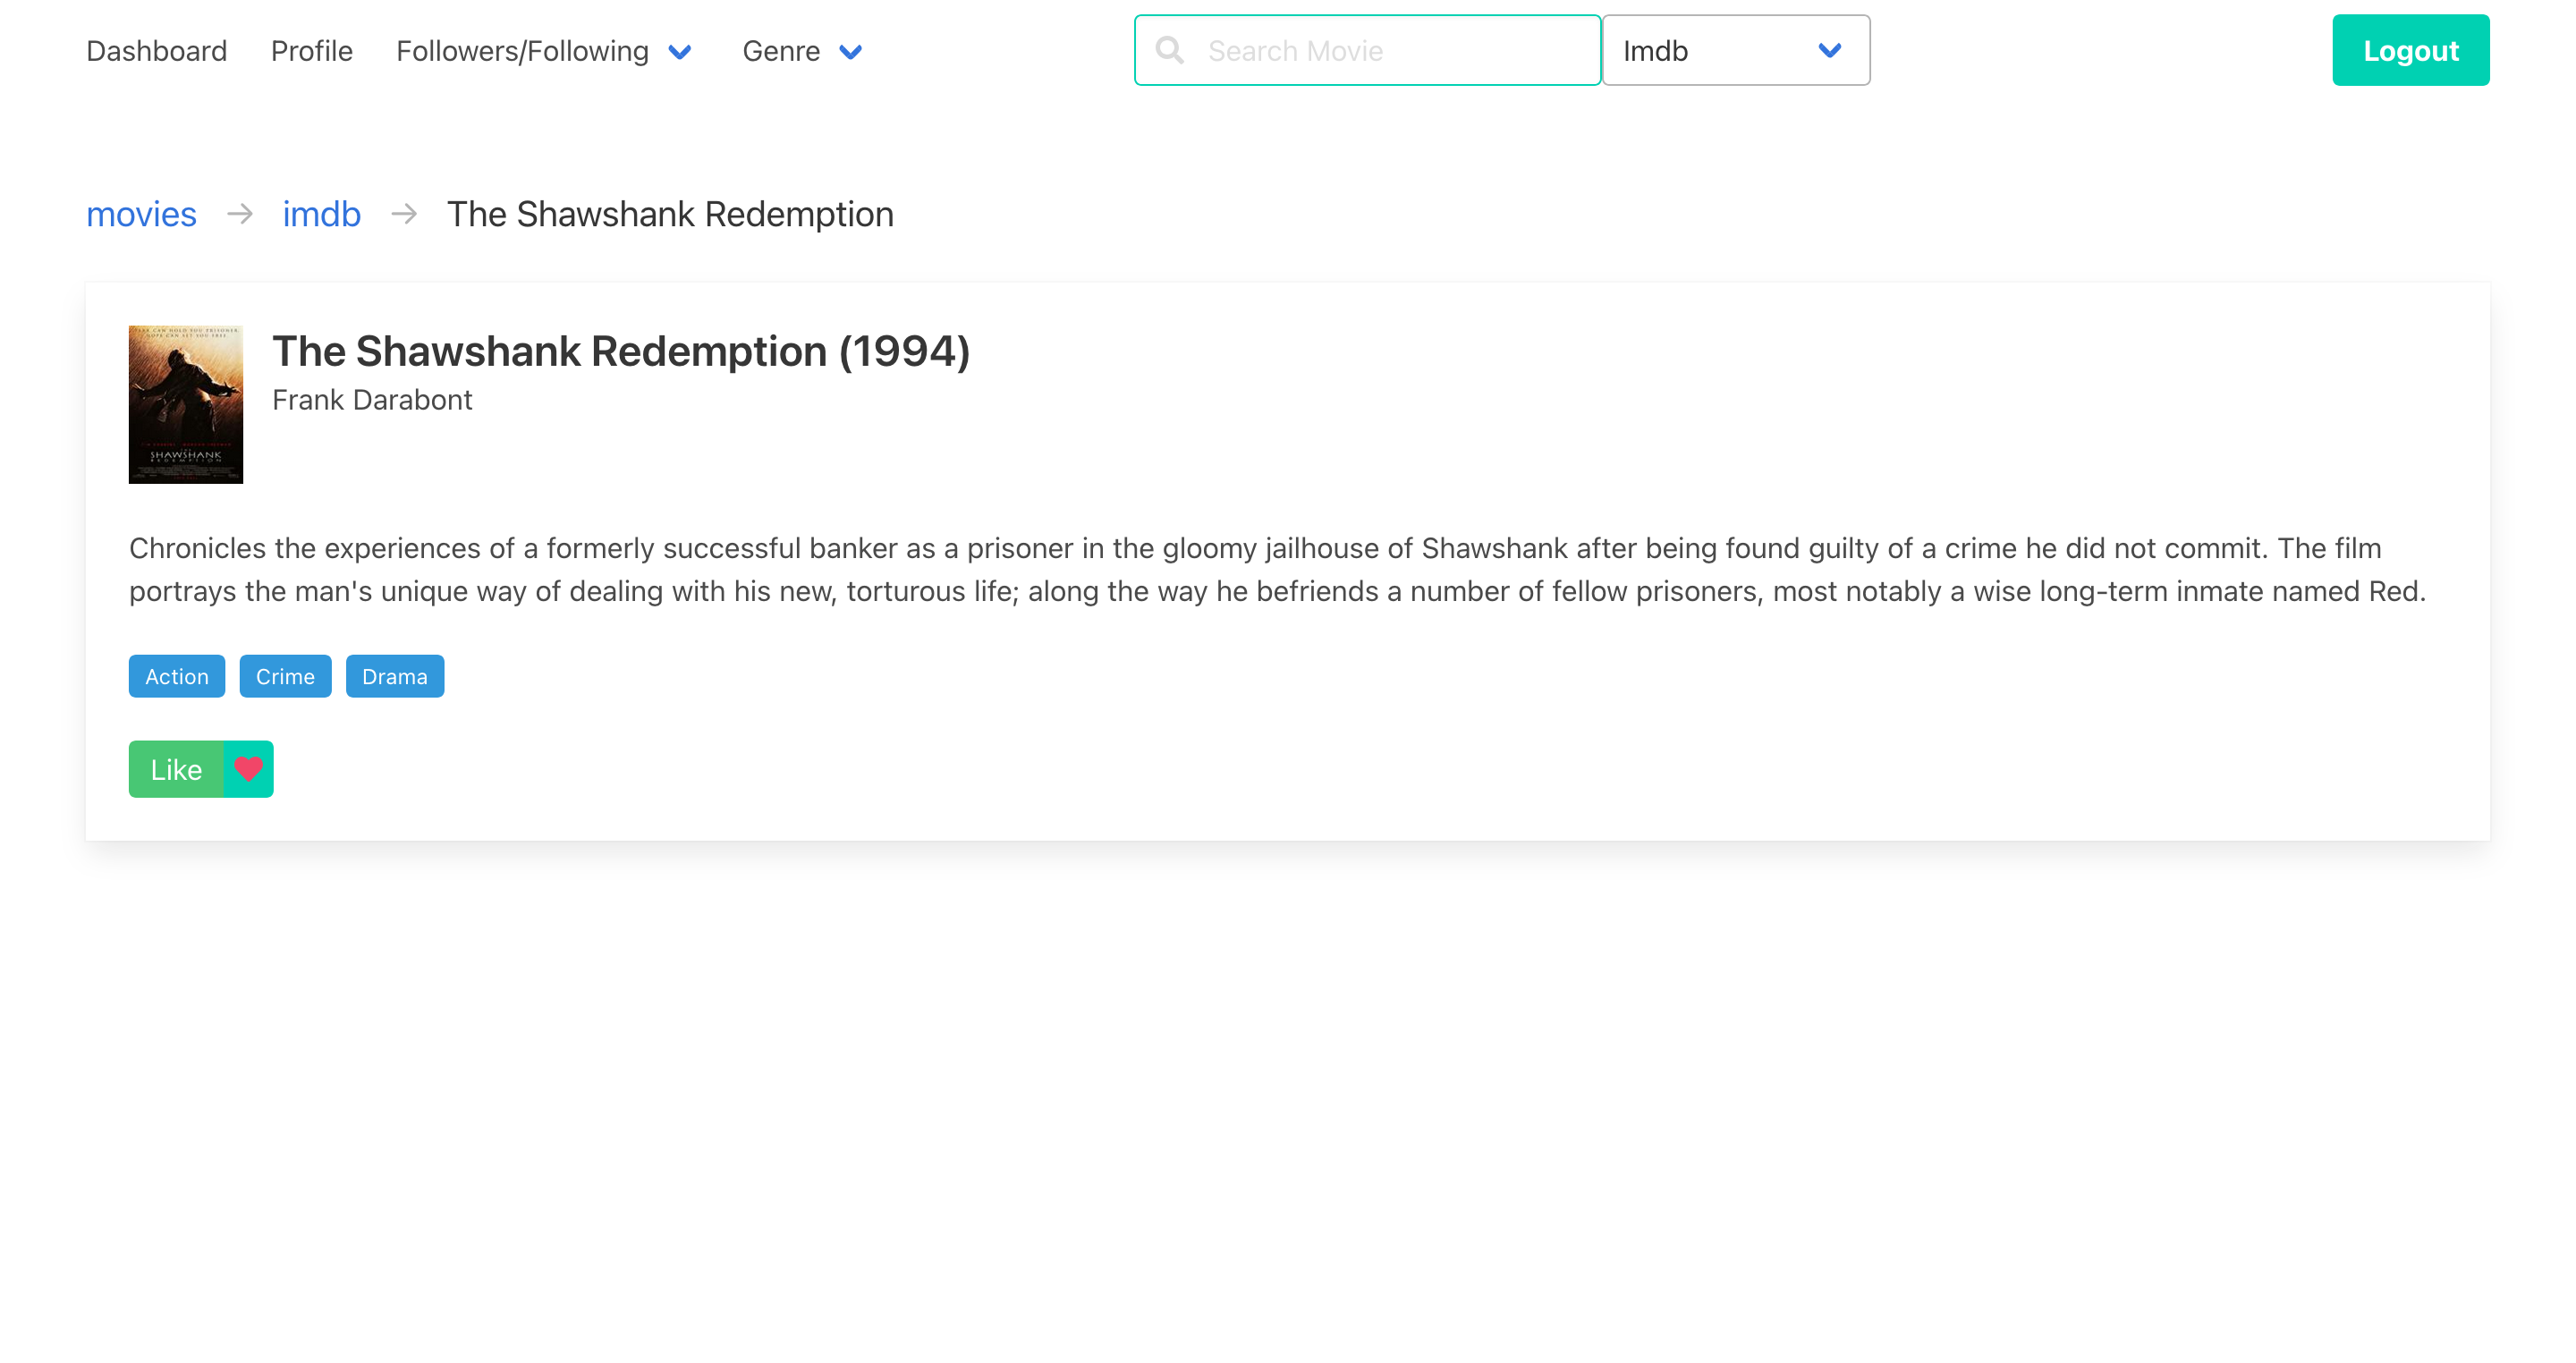 Dashboard Profile Followers/Following Genre Search Movie Imdb Logout
movies → imdb → The Shawshank Redemption
The Shawshank Redemption (1994)
Frank Darabont
SHAWSHANK
REDEMPTION
Chronicles the experiences of a formerly successful banker as a prisoner in the gloomy jailhouse of Shawshank after being found guilty of a crime he did not commit. The film
portrays the man's unique way of dealing with his new, torturous life; along the way he befriends a number of fellow prisoners, most notably a wise long-term inmate named Red.
Action Crime Drama
Like